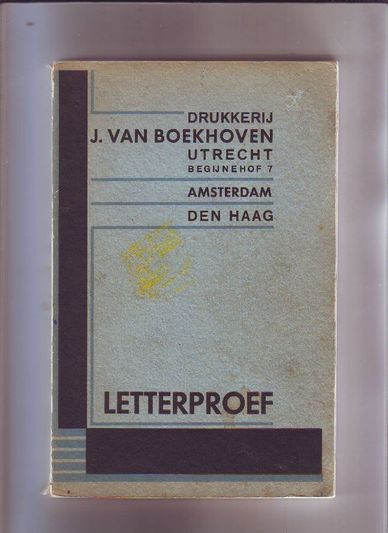 DRUKKERIJ
J. VAN BOEKHOVEN
UTRECHT
BEGIJNEHOF 7
AMSTERDAM
DEN HAAG
LETTERPROEF